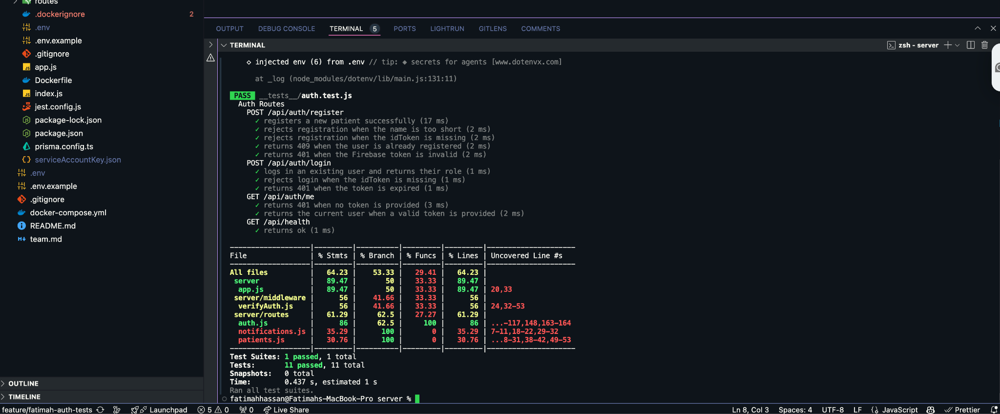 routes
.dockerignore 2
.env
.env.example
.gitignore
app.js
Dockerfile
index.js
jest.config.js
package-lock.json
package.json
prisma.config.ts
serviceAccountKey.json
.env
.env.example
.gitignore
docker-compose.yml
README.md
team.md
OUTLINE
TIMELINE
OUTPUT DEBUG CONSOLE TERMINAL 5 PORTS LIGHTRUN GITLENS COMMENTS
TERMINAL zsh - server
◇ injected env (6) from .env // tip: ◆ secrets for agents [www.dotenvx.com]
at _log (node_modules/dotenv/lib/main.js:131:11)
PASS __tests__/auth.test.js
Auth Routes
POST /api/auth/register
✓ registers a new patient successfully (17 ms)
✓ rejects registration when the name is too short (2 ms)
✓ rejects registration when the idToken is missing (2 ms)
✓ returns 409 when the user is already registered (2 ms)
✓ returns 401 when the Firebase token is invalid (2 ms)
POST /api/auth/login
✓ logs in an existing user and returns their role (1 ms)
✓ rejects login when the idToken is missing (1 ms)
✓ returns 401 when the token is expired (1 ms)
GET /api/auth/me
✓ returns 401 when no token is provided (3 ms)
✓ returns the current user when a valid token is provided (2 ms)
GET /api/health
✓ returns ok (1 ms)
-------------------|---------|----------|---------|---------|---------------------
File | % Stmts | % Branch | % Funcs | % Lines | Uncovered Line #s
-------------------|---------|----------|---------|---------|---------------------
All files | 64.23 | 53.33 | 29.41 | 64.23 |
server | 89.47 | 50 | 33.33 | 89.47 |
app.js | 89.47 | 50 | 33.33 | 89.47 | 20,33
server/middleware | 56 | 41.66 | 33.33 | 56 |
verifyAuth.js | 56 | 41.66 | 33.33 | 56 | 24,32-53
server/routes | 61.29 | 62.5 | 27.27 | 61.29 |
auth.js | 86 | 62.5 | 100 | 86 | ...-117,148,163-164
notifications.js | 35.29 | 100 | 0 | 35.29 | 7-11,18-22,29-32
patients.js | 30.76 | 100 | 0 | 30.76 | ...8-31,38-42,49-53
-------------------|---------|----------|---------|---------|---------------------
Test Suites: 1 passed, 1 total
Tests: 11 passed, 11 total
Snapshots: 0 total
Time: 0.437 s, estimated 1 s
Ran all test suites.
fatimahhassan@Fatimahs-MacBook-Pro server %
feature/fatimah-auth-tests Launchpad 5 0 0 Live Share Ln 8, Col 3 Spaces: 4 UTF-8 LF {} JavaScript Prettier